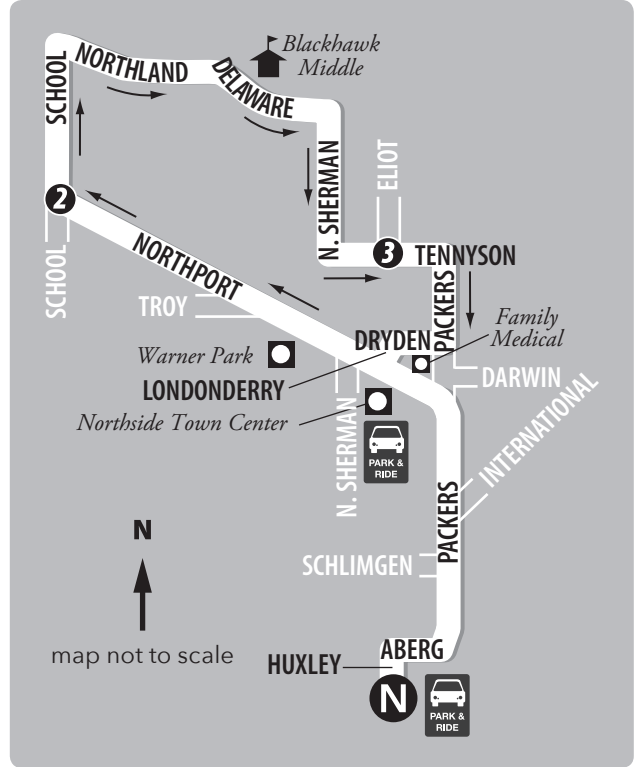 SCHOOL
NORTHLAND
DELAWARE
Blackhawk
Middle
N. SHERMAN
ELIOT
2
3
TENNYSON
SCHOOL
NORTHPORT
TROY
PACKERS
DRYDEN
Family
Medical
Warner Park
LONDONDERRY
DARWIN
Northside Town Center
N. SHERMAN
PARK &
RIDE
INTERNATIONAL
PACKERS
SCHLIMGEN
N
map not to scale
ABERG
HUXLEY
N
PARK &
RIDE